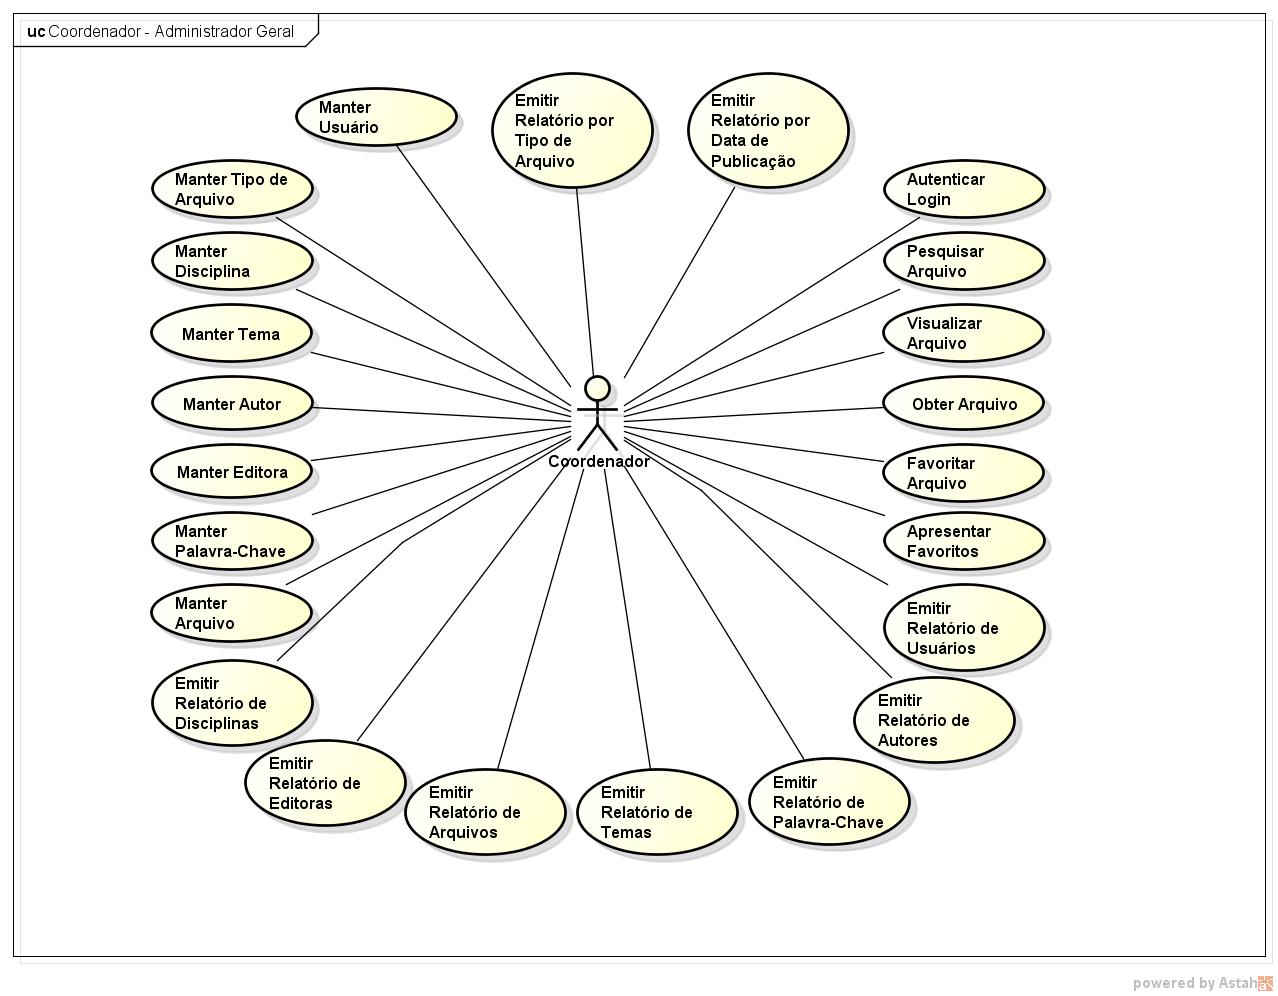 uc Coordenador - Administrador Geral
Manter
Usuário
Emitir
Relatório por
Tipo de
Arquivo
Emitir
Relatório por
Data de
Publicação
Manter Tipo de
Arquivo
Autenticar
Login
Manter
Disciplina
Pesquisar
Arquivo
Manter Tema
Visualizar
Arquivo
Manter Autor
Obter Arquivo
Coordenador
Manter Editora
Favoritar
Arquivo
Manter
Palavra-Chave
Apresentar
Favoritos
Manter
Arquivo
Emitir
Relatório de
Usuários
Emitir
Relatório de
Disciplinas
Emitir
Relatório de
Autores
Emitir
Relatório de
Editoras
Emitir
Relatório de
Arquivos
Emitir
Relatório de
Temas
Emitir
Relatório de
Palavra-Chave
powered by Astah